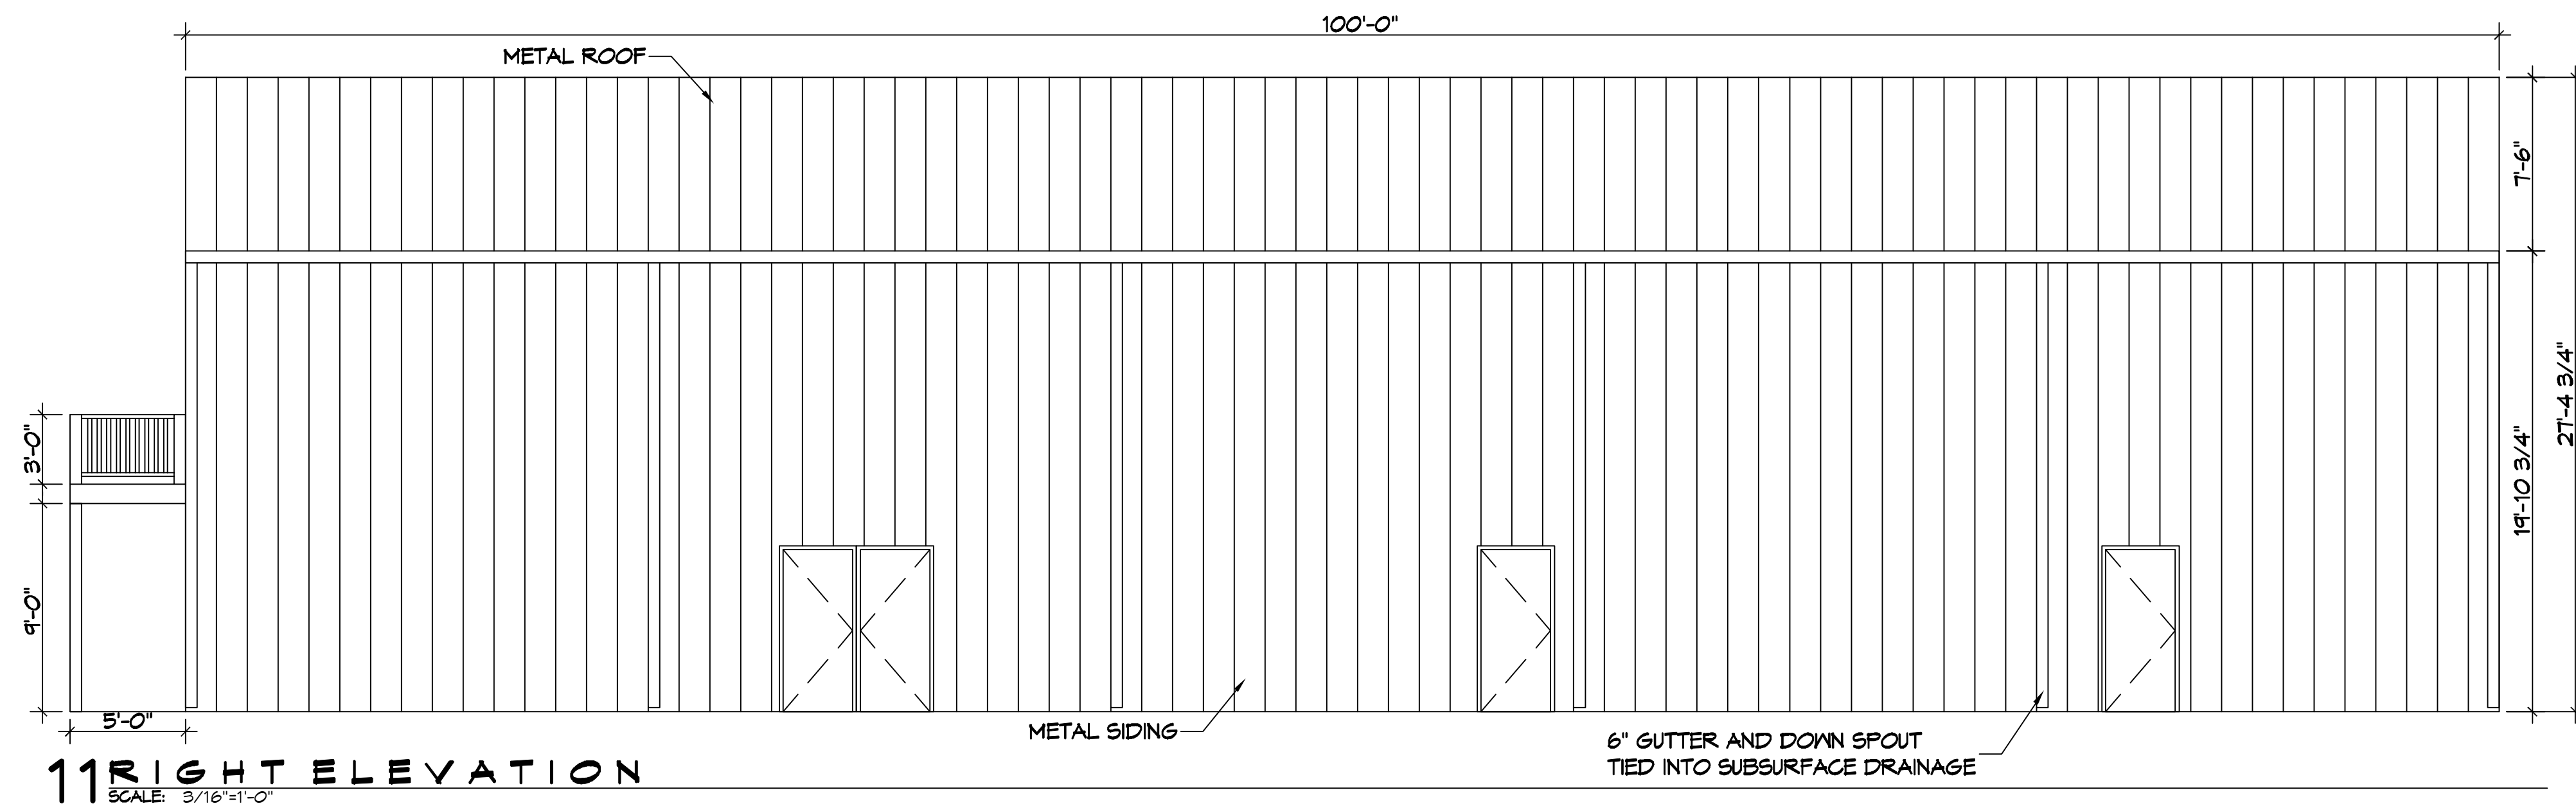 100'-0"
METAL ROOF
7'-6"
27'-4 3/4"
3'-0"
19'-10 3/4"
9'-0"
5'-0"
METAL SIDING
6" GUTTER AND DOWN SPOUT
TIED INTO SUBSURFACE DRAINAGE
11 RIGHT ELEVATION
SCALE: 3/16"=1'-0"